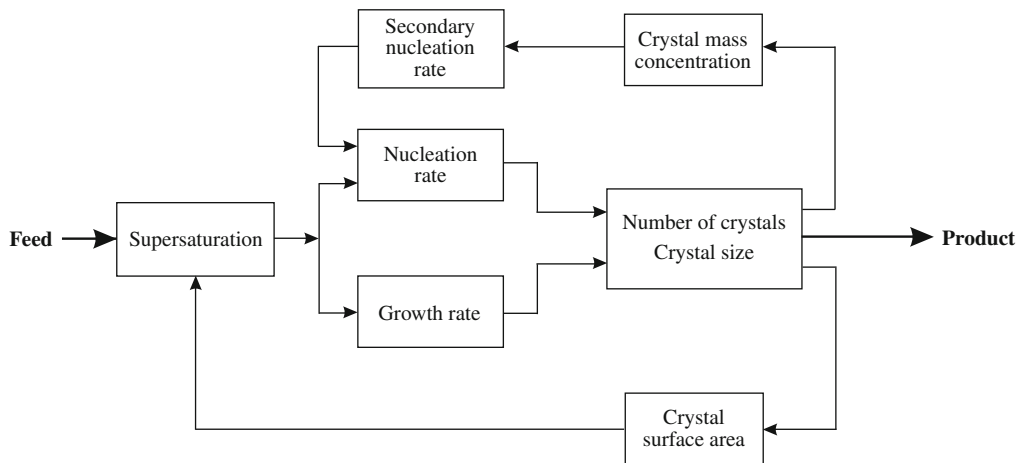 Secondary
nucleation
rate
Crystal mass
concentration
Nucleation
rate
Feed
Supersaturation
Number of crystals
Crystal size
Product
Growth rate
Crystal
surface area